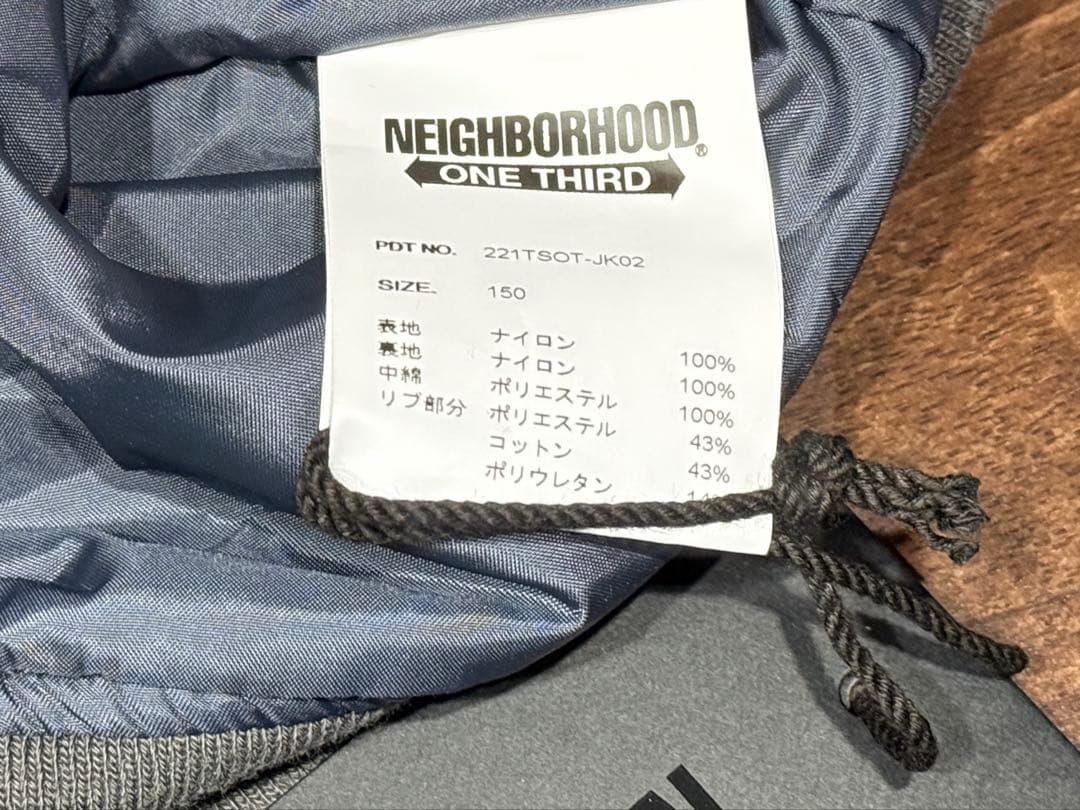 NEIGHBORHOOD®
ONE THIRD
PDT NO. 221TSOT-JK02
SIZE. 150
表地 ナイロン 100%
裏地 ナイロン 100%
中綿 ポリエステル 100%
リブ部分 ポリエステル 43%
コットン 43%
ポリウレタン 14%